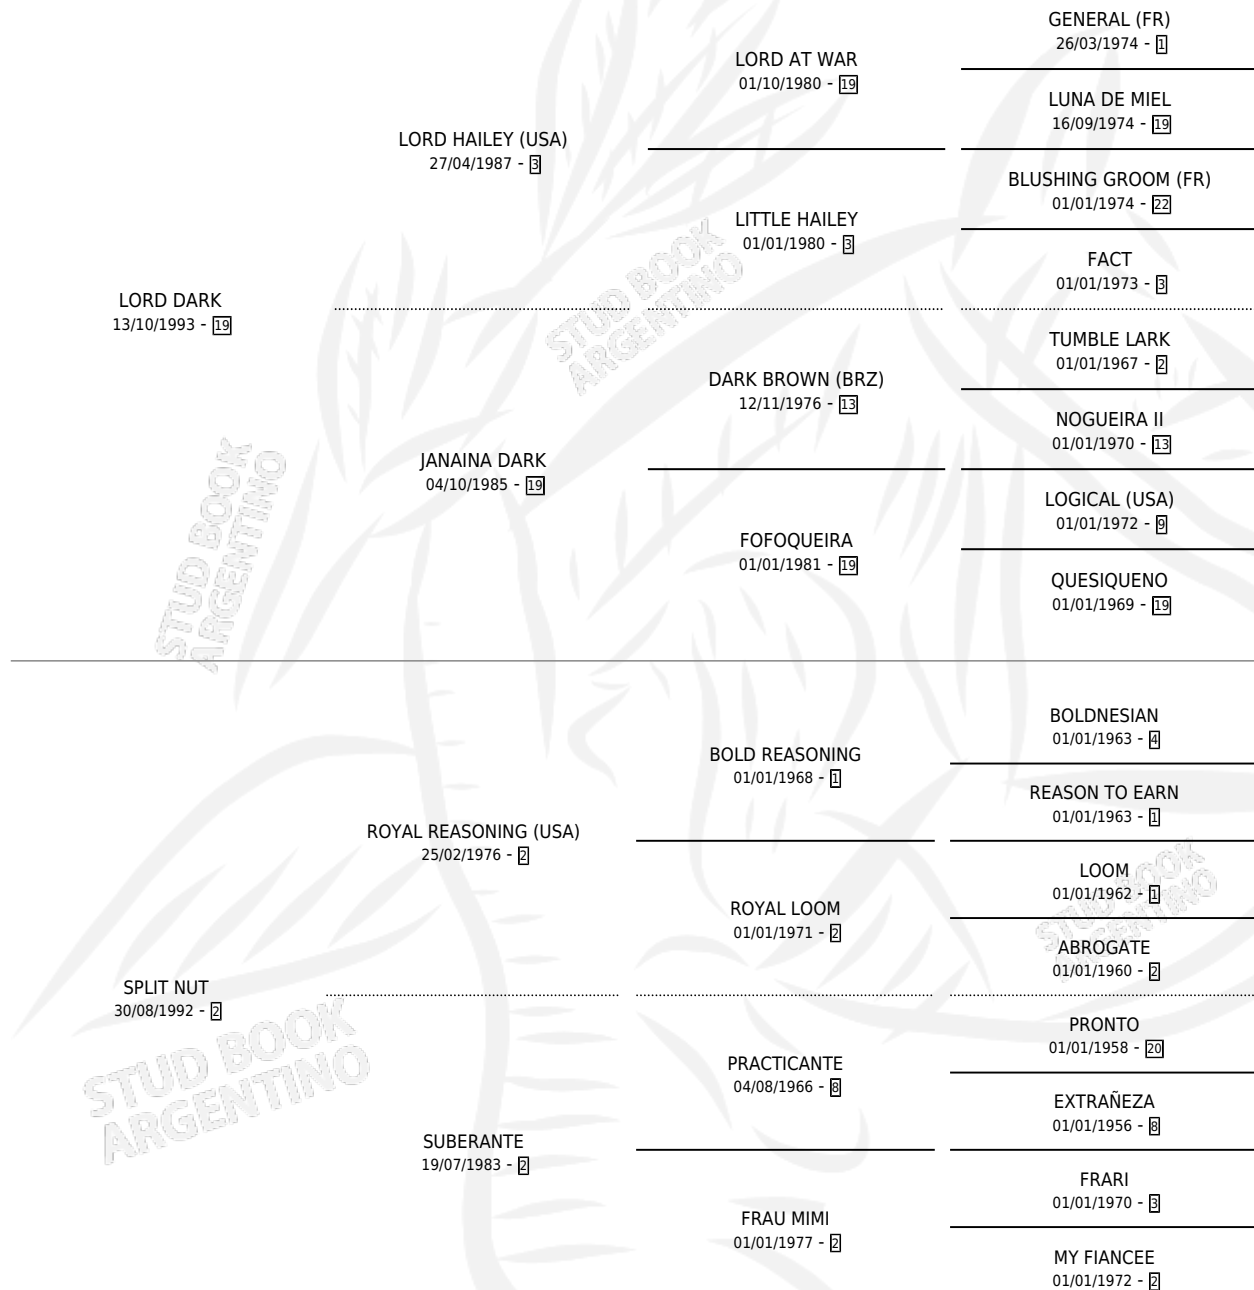 GENERAL (FR)
26/03/1974 - 1
LORD AT WAR
01/10/1980 - 19
LUNA DE MIEL
16/09/1974 - 19
LORD HAILEY (USA)
27/04/1987 - 3
BLUSHING GROOM (FR)
01/01/1974 - 22
LITTLE HAILEY
01/01/1980 - 3
FACT
01/01/1973 - 3
LORD DARK
13/10/1993 - 19
TUMBLE LARK
01/01/1967 - 2
DARK BROWN (BRZ)
12/11/1976 - 13
NOGUEIRA II
01/01/1970 - 13
JANAINA DARK
04/10/1985 - 19
LOGICAL (USA)
01/01/1972 - 9
FOFOQUEIRA
01/01/1981 - 19
QUESIQUENO
01/01/1969 - 19
BOLDNESIAN
01/01/1963 - 4
BOLD REASONING
01/01/1968 - 1
REASON TO EARN
01/01/1963 - 1
ROYAL REASONING (USA)
25/02/1976 - 2
LOOM
01/01/1962 - 1
ROYAL LOOM
01/01/1971 - 2
ABROGATE
01/01/1960 - 2
SPLIT NUT
30/08/1992 - 2
PRONTO
01/01/1958 - 20
PRACTICANTE
04/08/1966 - 8
EXTRAÑEZA
01/01/1956 - 8
SUBERANTE
19/07/1983 - 2
FRARI
01/01/1970 - 3
FRAU MIMI
01/01/1977 - 2
MY FIANCEE
01/01/1972 - 2
STUD BOOK
ARGENTINO
STUD BOOK
ARGENTINO
STUD BOOK
ARGENTINO
STUD BOOK
ARGENTINO